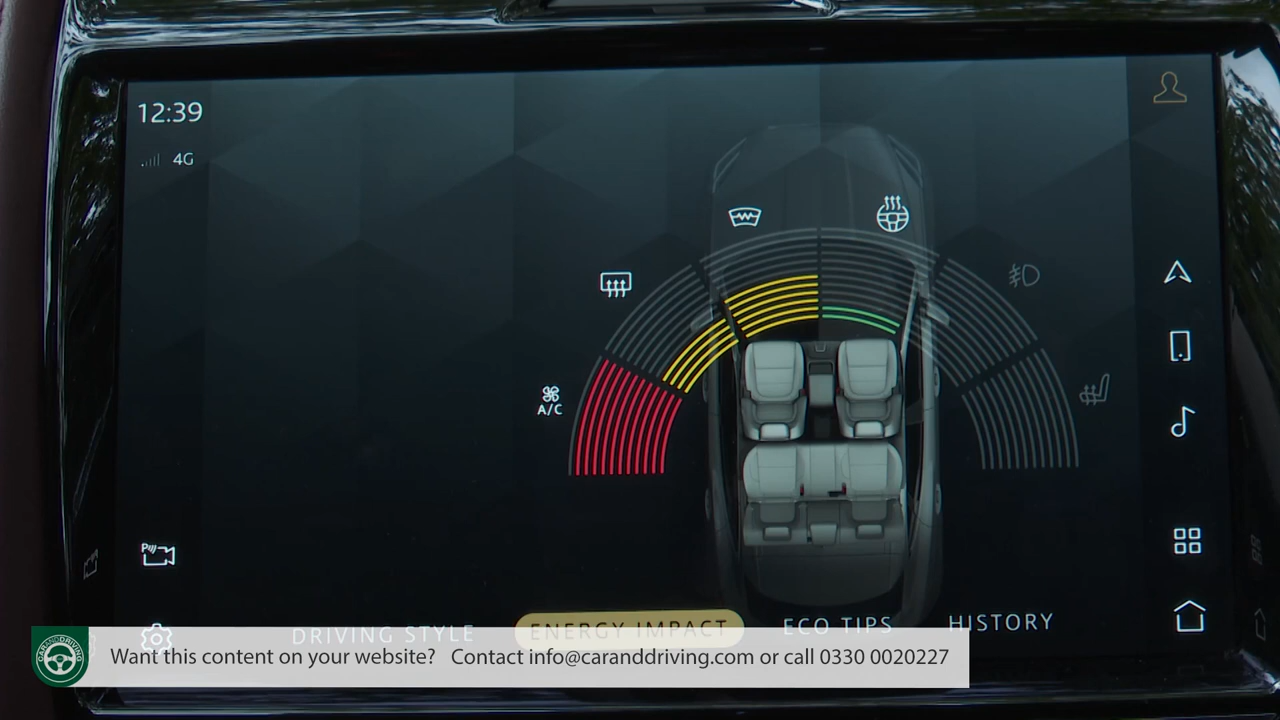 12:39
4G
A/C
P
DRIVING STYLE
ENERGY IMPACT
ECO TIPS
HISTORY
CARANDDRIVING
Want this content on your website? Contact info@caranddriving.com or call 0330 0020227